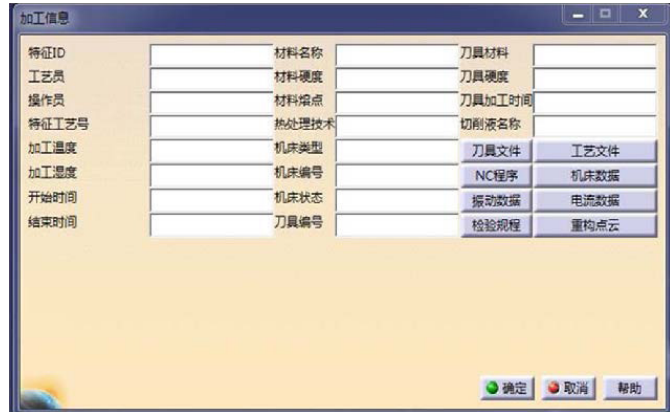 加工信息
特征ID 材料名称 刀具材料
工艺员 材料硬度 刀具硬度
操作员 材料熔点 刀具加工时间
特征工艺号 热处理技术 切削液名称
加工温度 机床类型 刀具文件 工艺文件
加工湿度 机床编号 NC程序 机床数据
开始时间 机床状态 振动数据 电流数据
结束时间 刀具编号 检验规程 重构点云
确定 取消 帮助